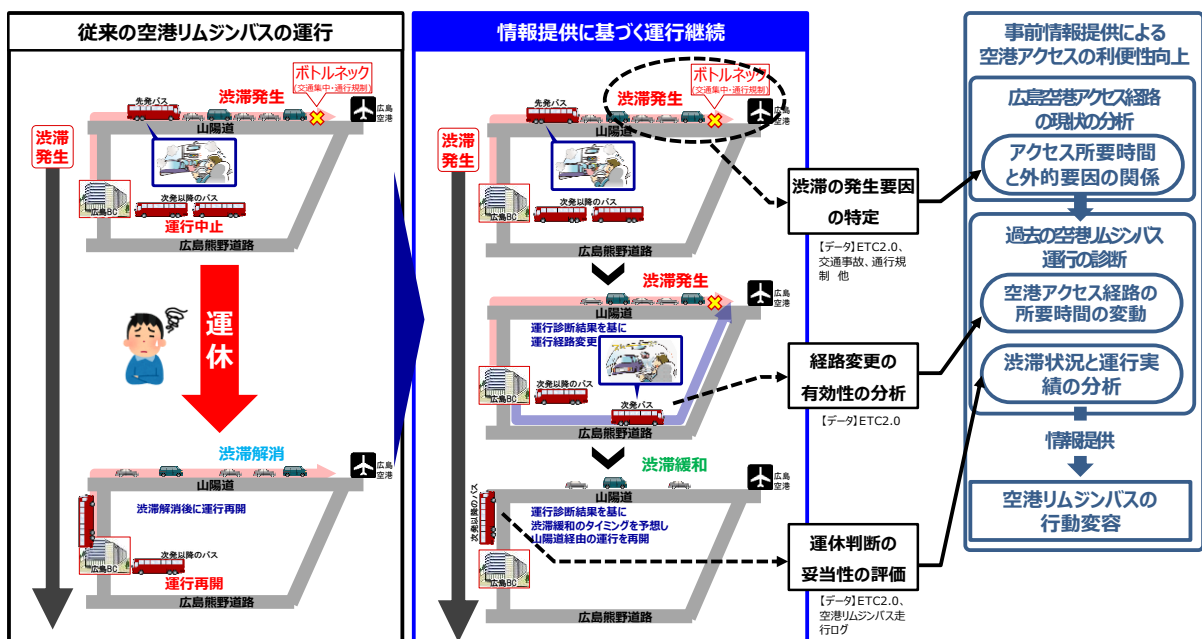 従来の空港リムジンバスの運行
ボトルネック
(交通集中・通行規制)
渋滞発生
先発バス
山陽道
広島
空港
渋滞
発生
広島BC
次発以降のバス
運行中止
広島熊野道路
運休
渋滞解消
広島
空港
山陽道
渋滞解消後に運行再開
広島BC
次発以降のバス
運行再開
広島熊野道路
情報提供に基づく運行継続
ボトルネック
(交通集中・通行規制)
渋滞発生
先発バス
山陽道
広島
空港
渋滞
発生
広島BC
次発以降のバス
広島熊野道路
渋滞発生
山陽道
広島
空港
運行診断結果を基に
運行経路変更
次発以降のバス
広島BC
次発バス
広島熊野道路
渋滞緩和
山陽道
広島
空港
次発以降のバス
運行診断結果を基に
渋滞緩和のタイミングを予想し
山陽道経由の運行を再開
広島BC
広島熊野道路
渋滞の発生要因
の特定
【データ】ETC2.0、
交通事故、通行規
制 他
経路変更の
有効性の分析
【データ】ETC2.0
運休判断の
妥当性の評価
【データ】ETC2.0、
空港リムジンバス走
行ログ
事前情報提供による
空港アクセスの利便性向上
広島空港アクセス経路
の現状の分析
アクセス所要時間
と外的要因の関係
過去の空港リムジンバス
運行の診断
空港アクセス経路の
所要時間の変動
渋滞状況と運行実
績の分析
情報提供
空港リムジンバスの
行動変容